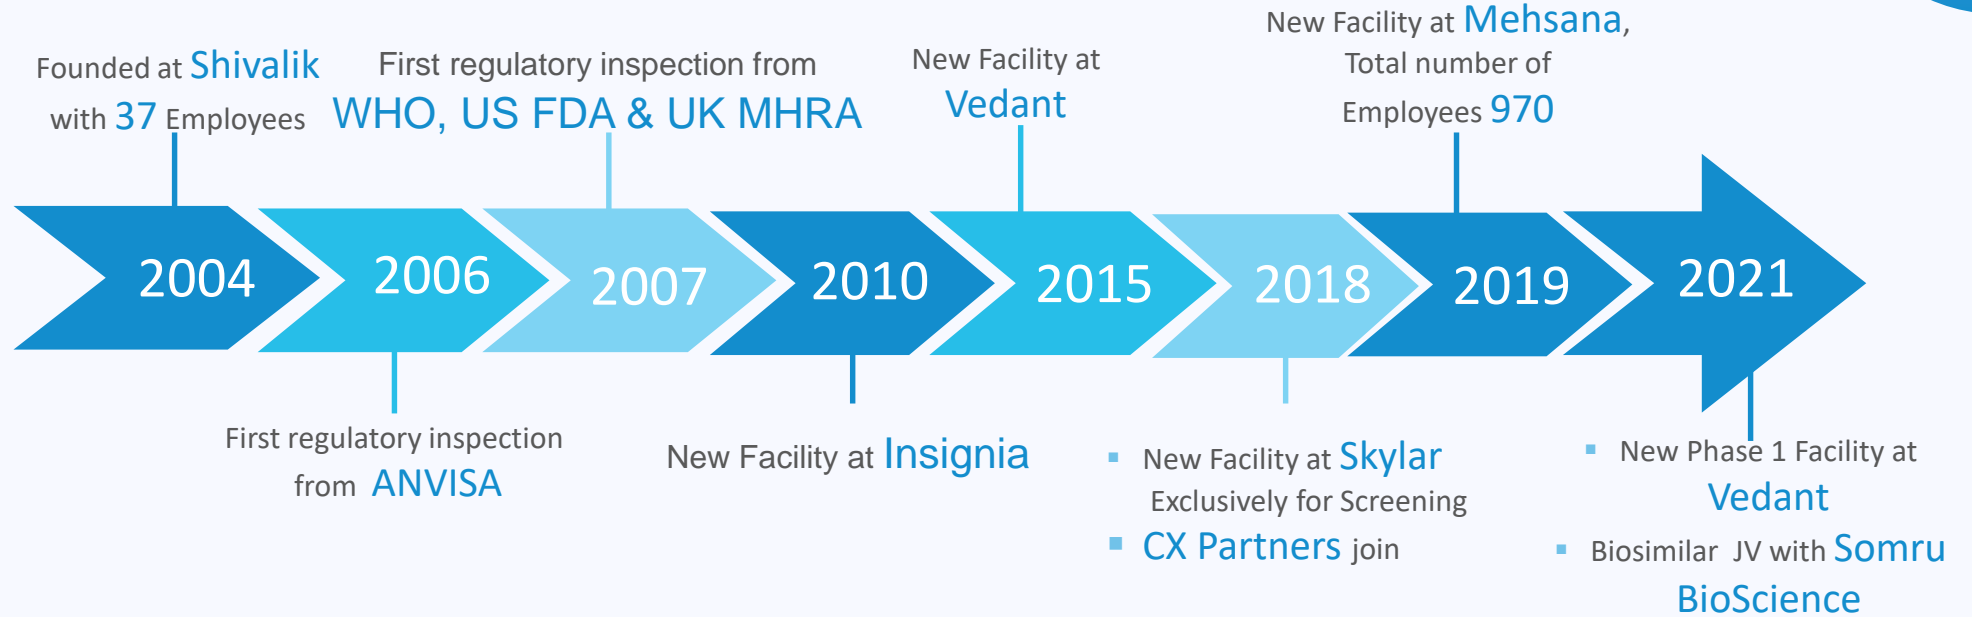 Founded at Shivalik
with 37 Employees
First regulatory inspection from
WHO, US FDA & UK MHRA
New Facility at
Vedant
New Facility at Mehsana,
Total number of
Employees 970
2004
2006
2007
2010
2015
2018
2019
2021
First regulatory inspection
from ANVISA
New Facility at Insignia
▪ New Facility at Skylar
Exclusively for Screening
▪ CX Partners join
▪ New Phase 1 Facility at
Vedant
▪ Biosimilar JV with Somru
BioScience